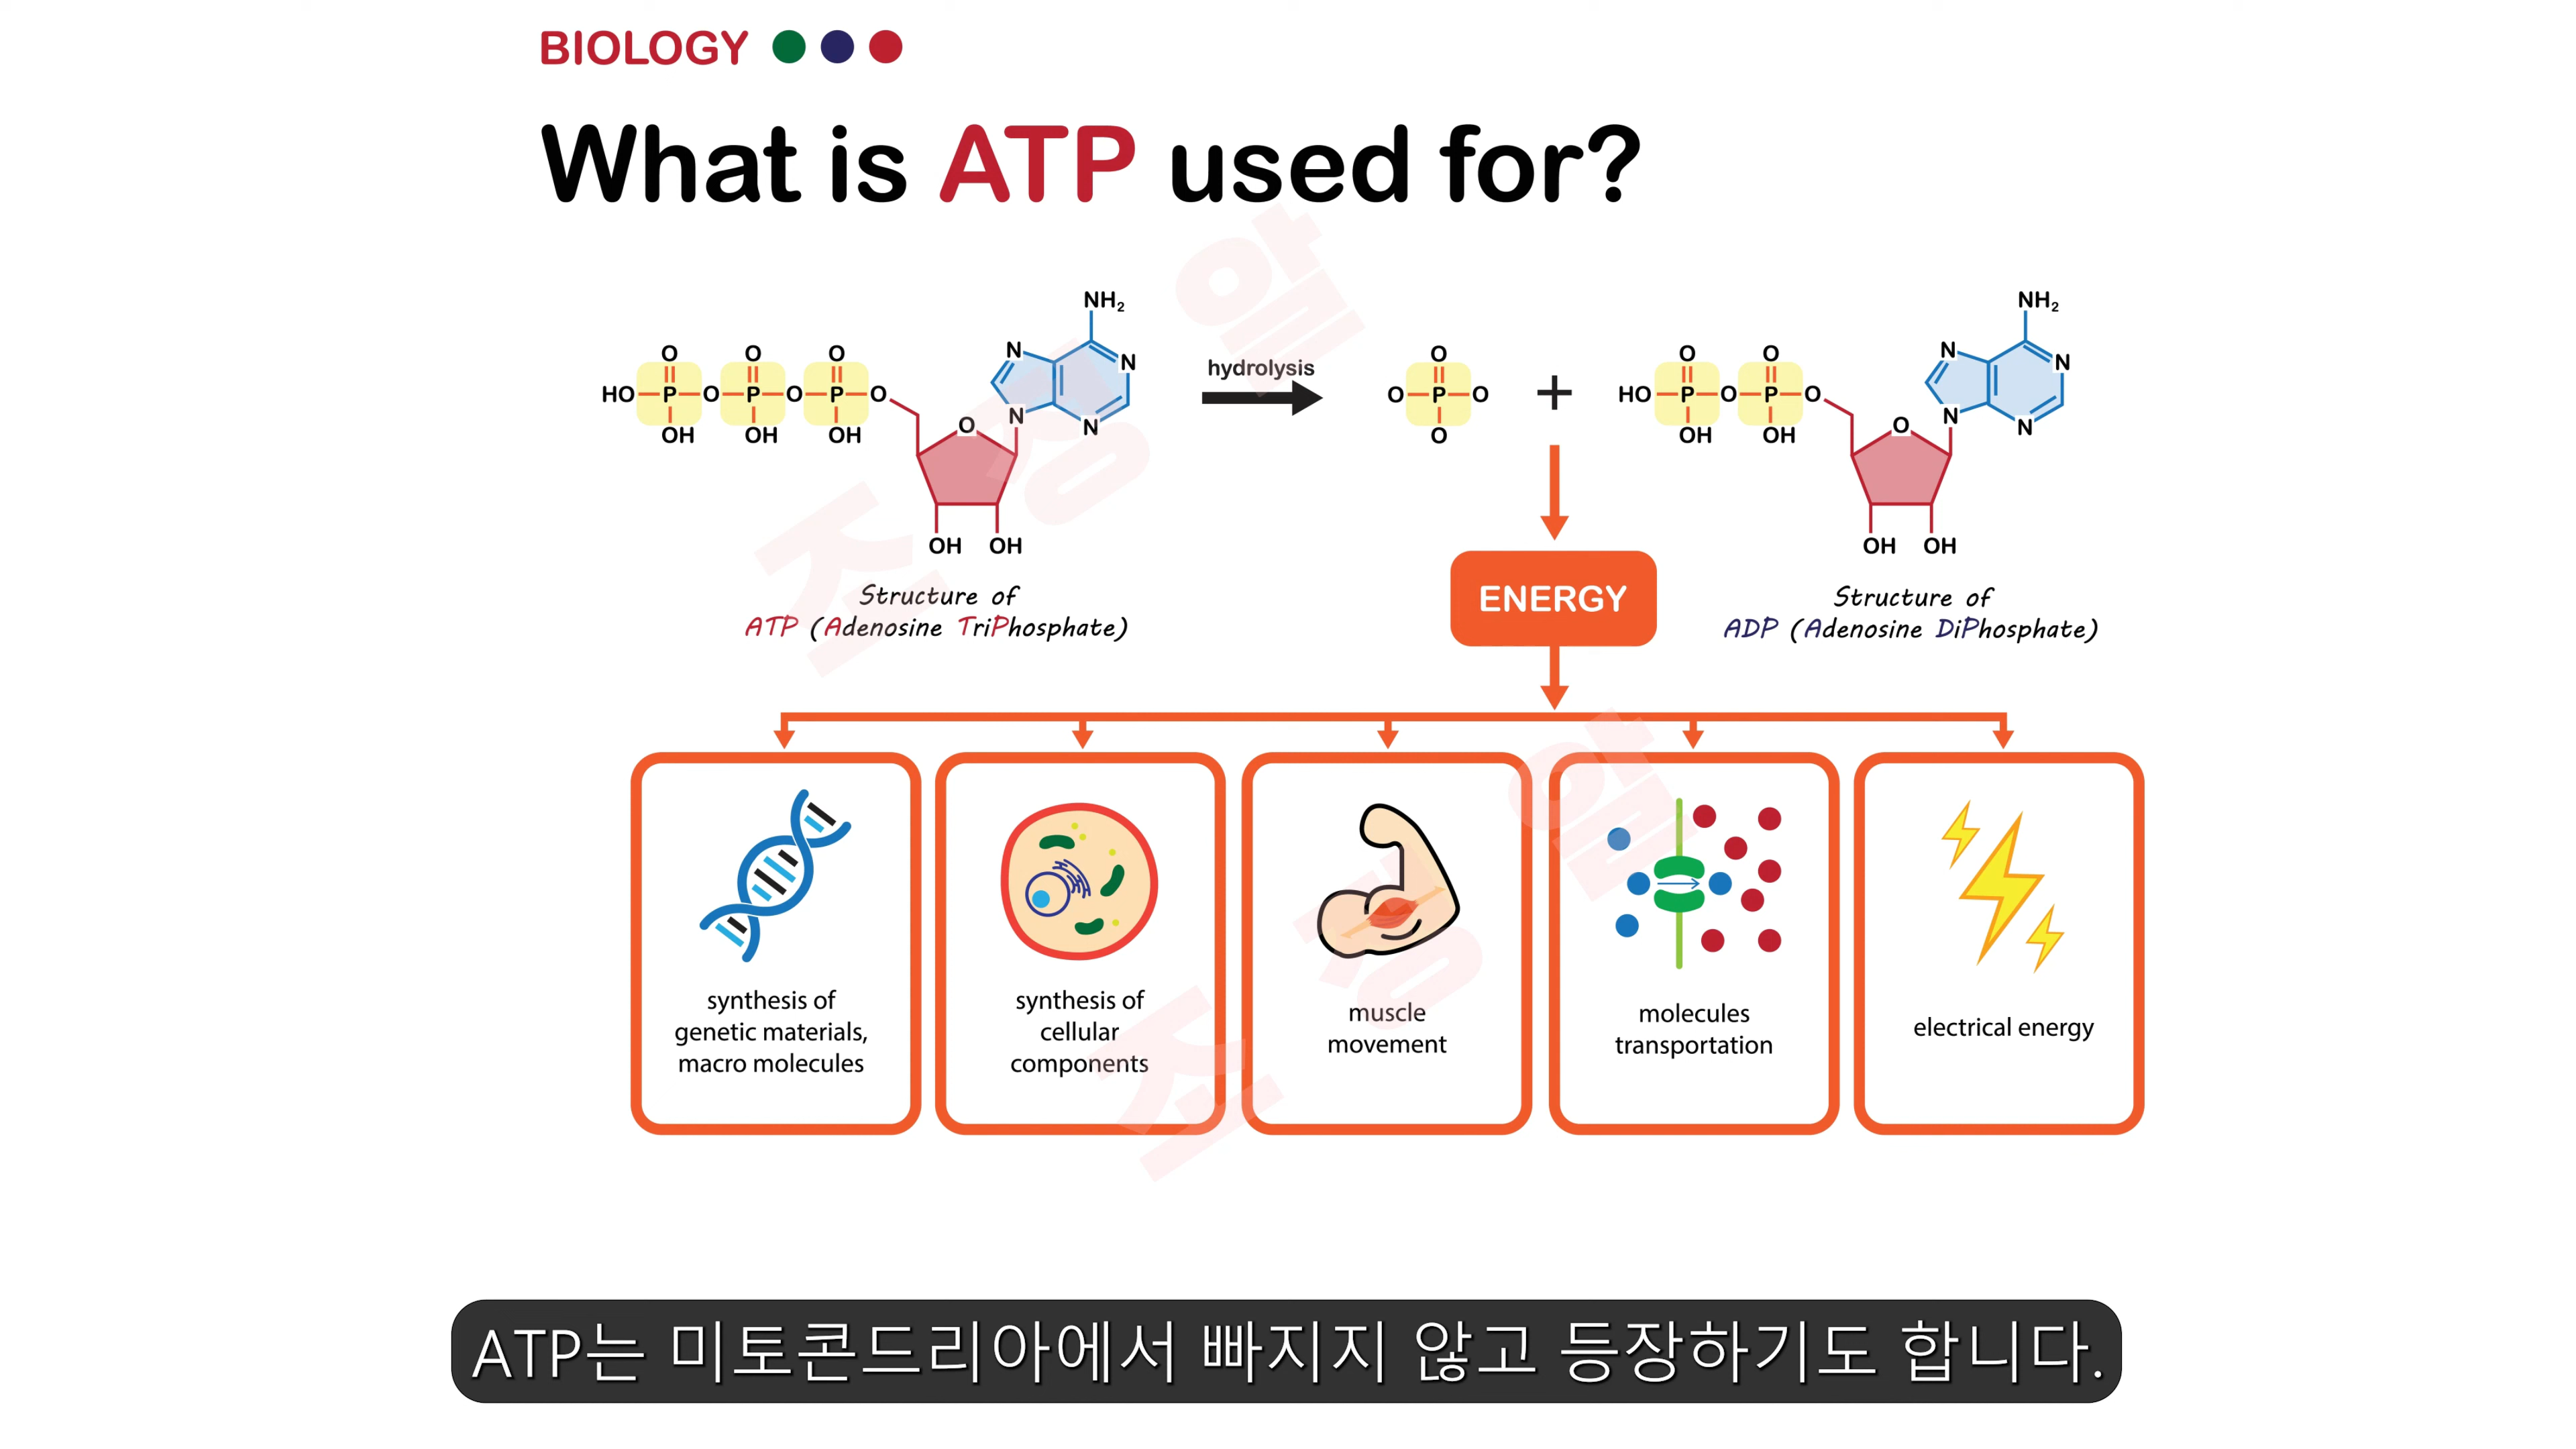 BIOLOGY
What is ATP used for?
NH2
N
N
N
N
O
O
O
HO P O P O P O
OH
OH
OH
O
OH
OH
hydrolysis
O
O P O
O
+
NH2
N
N
N
N
O
O
HO P O P O
OH
OH
O
OH
OH
Structure of
ATP (Adenosine TriPhosphate)
ENERGY
Structure of
ADP (Adenosine DiPhosphate)
synthesis of
genetic materials,
macro molecules
synthesis of
cellular
components
muscle
movement
molecules
transportation
electrical energy
ATP는 미토콘드리아에서 빠지지 않고 등장하기도 합니다.